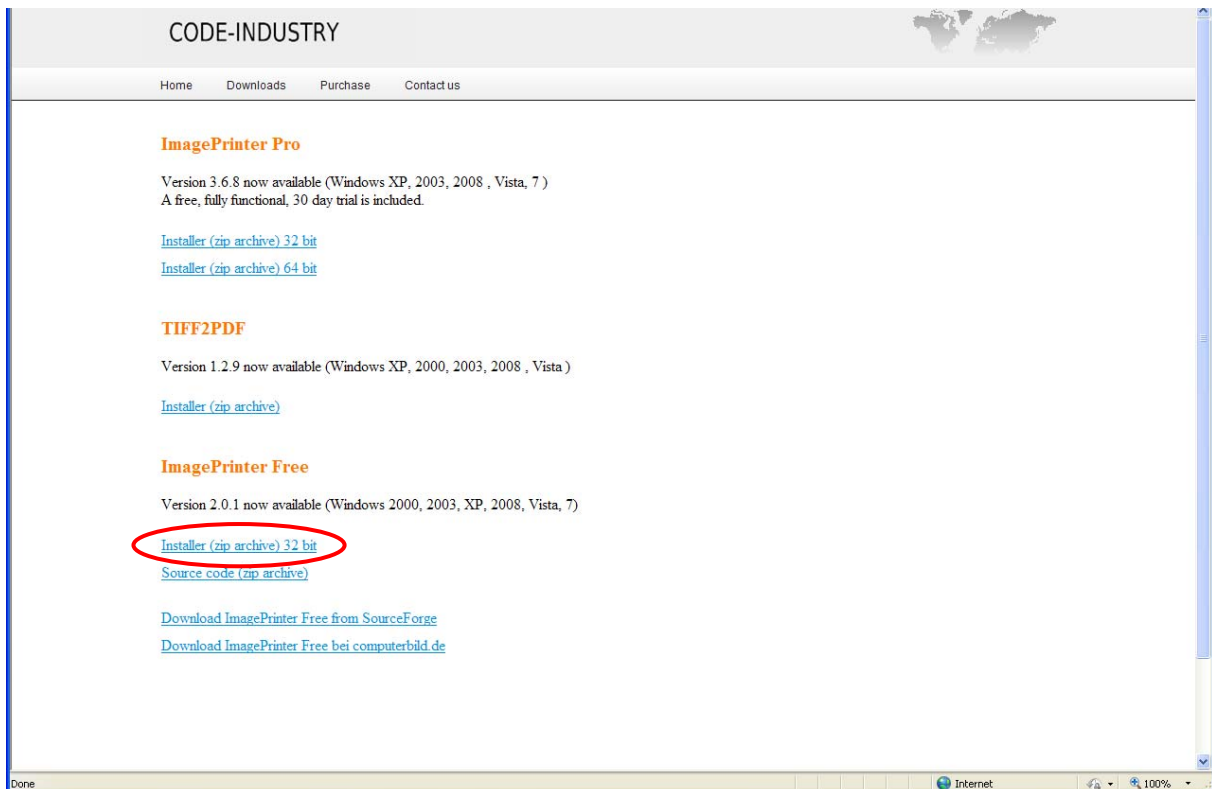 CODE-INDUSTRY
Home Downloads Purchase Contact us
ImagePrinter Pro
Version 3.6.8 now available (Windows XP, 2003, 2008 , Vista, 7 )
A free, fully functional, 30 day trial is included.
Installer (zip archive) 32 bit
Installer (zip archive) 64 bit
TIFF2PDF
Version 1.2.9 now available (Windows XP, 2000, 2003, 2008 , Vista )
Installer (zip archive)
ImagePrinter Free
Version 2.0.1 now available (Windows 2000, 2003, XP, 2008, Vista, 7)
Installer (zip archive) 32 bit
Source code (zip archive)
Download ImagePrinter Free from SourceForge
Download ImagePrinter Free bei computerbild.de
Done Internet 100%